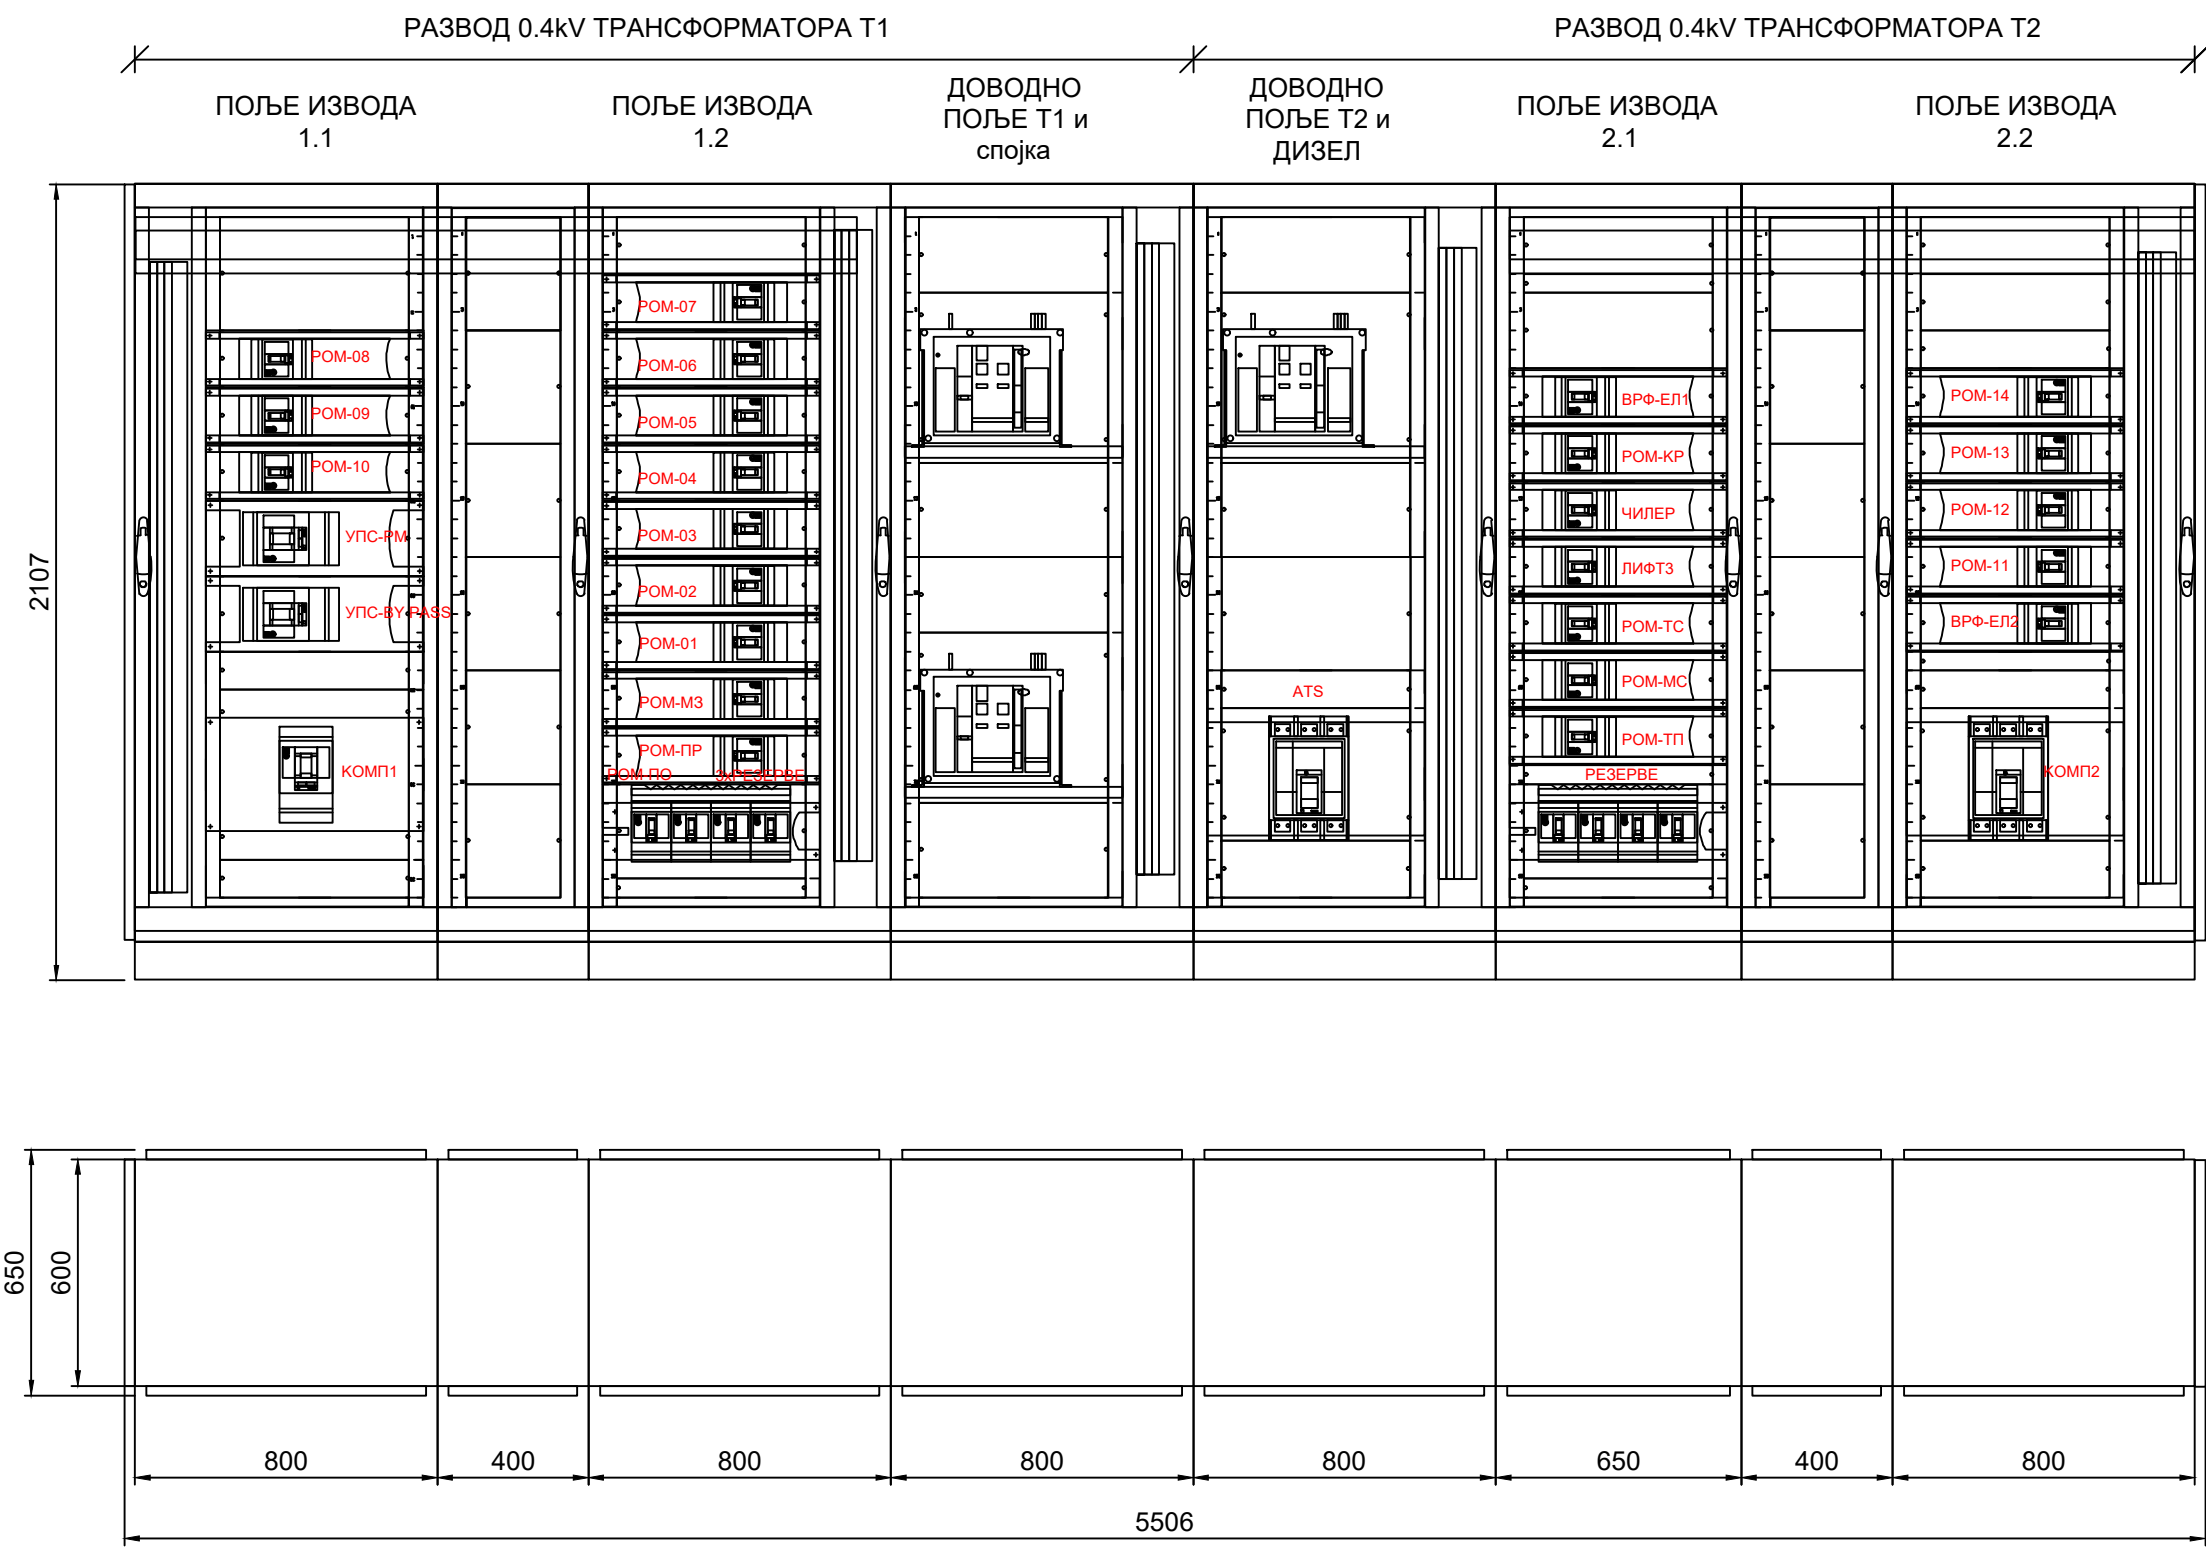 РАЗВОД 0.4kV ТРАНСФОРМАТОРА Т1
РАЗВОД 0.4kV ТРАНСФОРМАТОРА Т2
ПОЉЕ ИЗВОДА
1.1
ПОЉЕ ИЗВОДА
1.2
ДОВОДНО
ПОЉЕ Т1 и
спојка
ДОВОДНО
ПОЉЕ Т2 и
ДИЗЕЛ
ПОЉЕ ИЗВОДА
2.1
ПОЉЕ ИЗВОДА
2.2
2107
РОМ-08
РОМ-09
РОМ-10
УПС-РМ
УПС-BY-PASS
КОМП1
РОМ-07
РОМ-06
РОМ-05
РОМ-04
РОМ-03
РОМ-02
РОМ-01
РОМ-МЗ
РОМ-ПР
РОМ-ПО
3хРЕЗЕРВЕ
ATS
ВРФ-ЕЛ1
РОМ-КР
ЧИЛЕР
ЛИФТ3
РОМ-ТС
РОМ-МС
РОМ-ТП
РЕЗЕРВЕ
РОМ-14
РОМ-13
РОМ-12
РОМ-11
ВРФ-ЕЛ2
КОМП2
650
600
800
400
800
800
800
650
400
800
5506